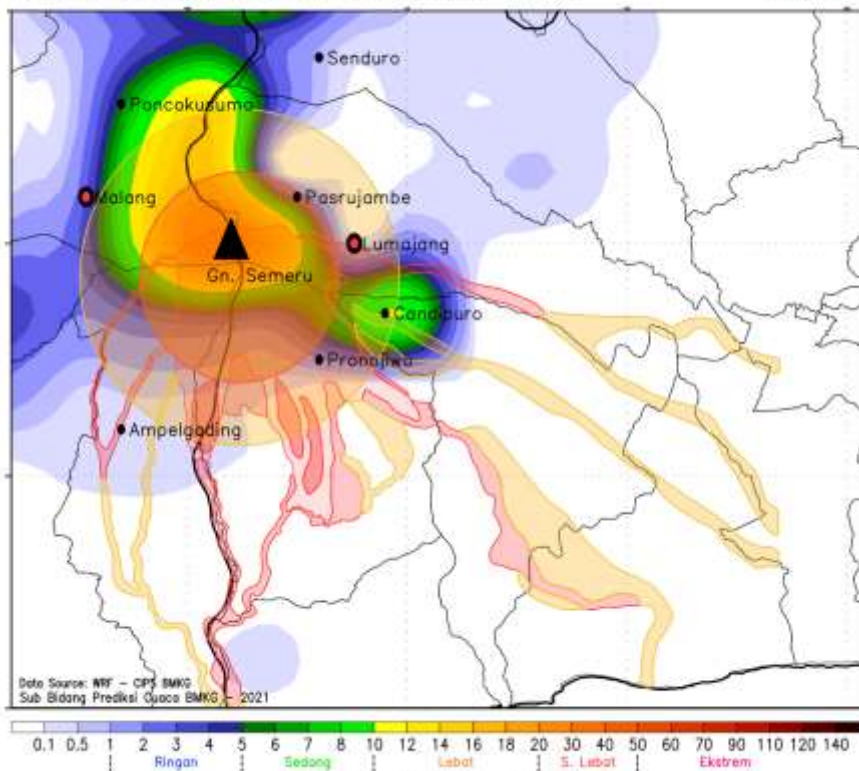 Senduro
Poncokusumo
Malang
Pasrujambe
Lumajang
Gn. Semeru
Candipuro
Pronojiwo
Ampelgading
Data Source: WRF - CIPS BMKG
Sub Bidang Prediksi Cuaca BMKG - 2021
0.1 0.5 1 2 3 4 5 6 7 8 10 12 14 16 18 20 30 40 50 60 70 90 110 120 140
Ringan Sedang Lebat S. Lebat Ekstrem